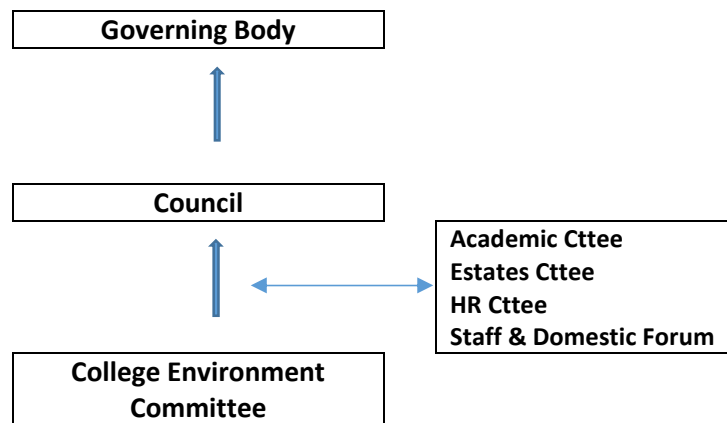 Governing Body
Council
Academic Cttee
Estates Cttee
HR Cttee
Staff & Domestic Forum
College Environment
Committee